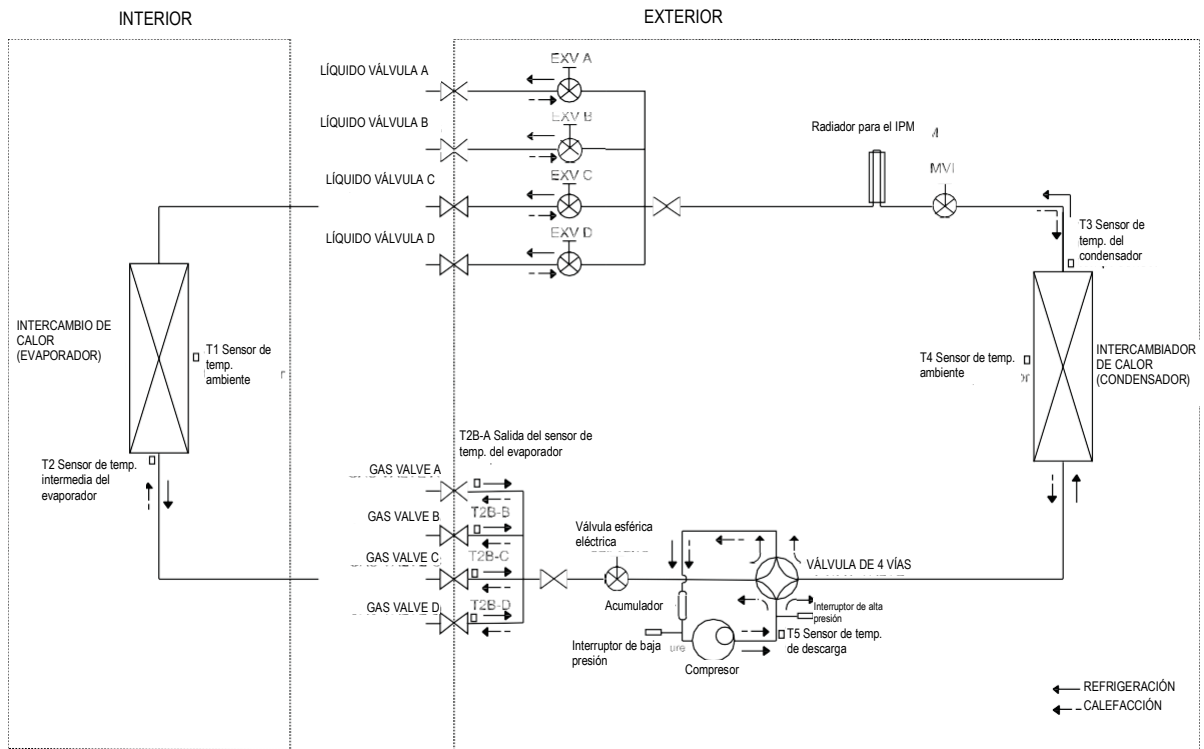 INTERIOR
EXTERIOR
LÍQUIDO VÁLVULA A
EXV A
LÍQUIDO VÁLVULA B
EXV B
Radiador para el IPM
LÍQUIDO VÁLVULA C
EXV C
MVI
LÍQUIDO VÁLVULA D
EXV D
T3 Sensor de
temp. del
condensador
INTERCAMBIO DE
CALOR
(EVAPORADOR)
T1 Sensor de
temp.
ambiente
T4 Sensor de temp.
ambiente
INTERCAMBIADOR
DE CALOR
(CONDENSADOR)
T2 Sensor de temp.
intermedia del
evaporador
T2B-A Salida del sensor de
temp. del evaporador
GAS VALVE A
GAS VALVE B
T2B-B
GAS VALVE C
T2B-C
GAS VALVE D
T2B-D
Válvula esférica
eléctrica
VÁLVULA DE 4 VÍAS
Acumulador
Interruptor de alta
presión
Interruptor de baja
presión
T5 Sensor de temp.
de descarga
Compresor
REFRIGERACIÓN
CALEFACCIÓN